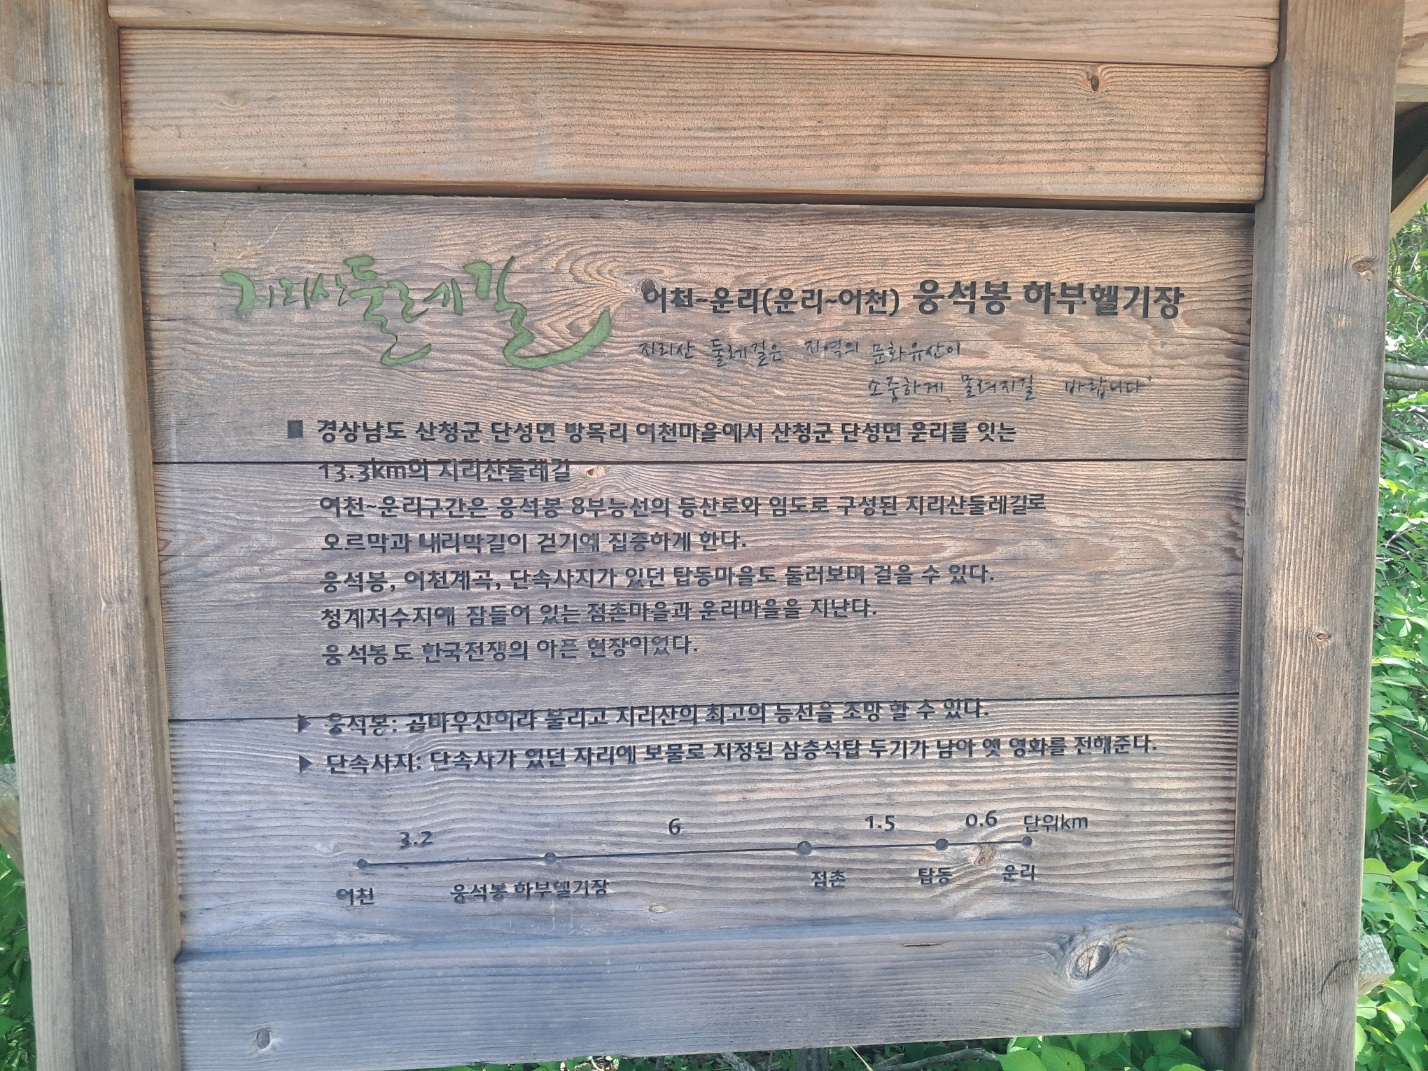 지리산둘레길
어천~운리(운리~어천) 웅석봉 하부헬기장
지리산 둘레길은 지역의 문화유산이
소중하게 물려지길 바랍니다
■ 경상남도 산청군 단성면 방목리 어천마을에서 산청군 단성면 운리를 잇는
13.3km의 지리산둘레길
어천~운리구간은 웅석봉 8부능선의 등산로와 임도로 구성된 지리산둘레길로
오르막과 내리막길이 걷기에 집중하게 한다.
웅석봉, 어천계곡, 단속사지가 있던 탑동마을도 둘러보며 걸을 수 있다.
청계저수지에 잠들어 있는 점촌마을과 운리마을을 지난다.
웅석봉도 한국전쟁의 아픈 현장이었다.
▶ 웅석봉: 곰바우산이라 불리고 지리산의 최고의 능선을 조망 할 수 있다.
▶ 단속사지: 단속사가 있던 자리에 보물로 지정된 삼층석탑 두기가 남아 옛 영화를 전해준다.
3.2 6 1.5 0.6 단위km
어천 웅석봉 하부헬기장 점촌 탑동 운리